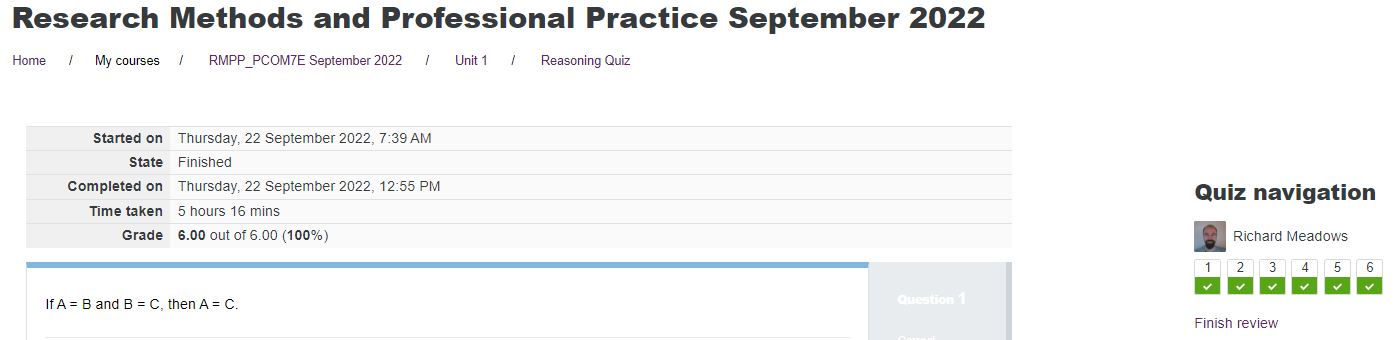 Research Methods and Professional Practice September 2022
Home / My courses / RMPP_PCOM7E September 2022 / Unit 1 / Reasoning Quiz
Started on Thursday, 22 September 2022, 7:39 AM
State Finished
Completed on Thursday, 22 September 2022, 12:55 PM
Time taken 5 hours 16 mins
Grade 6.00 out of 6.00 (100%)
Quiz navigation
Richard Meadows
1 2 3 4 5 6
Finish review
If A = B and B = C, then A = C.
Question 1
Correct